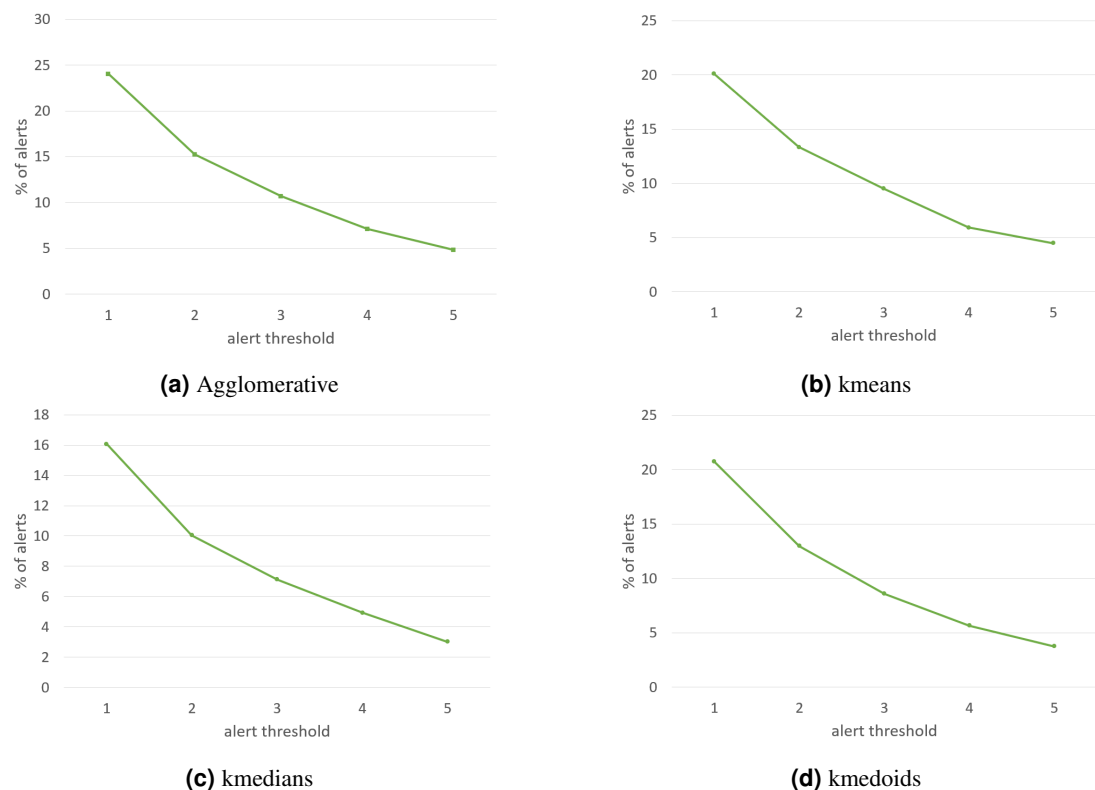 30
25
20
15
10
5
0
% of alerts
1 2 3 4 5
alert threshold
(a) Agglomerative
25
20
15
10
5
0
% of alerts
1 2 3 4 5
alert threshold
(b) kmeans
18
16
14
12
10
8
6
4
2
0
% of alerts
1 2 3 4 5
alert threshold
(c) kmedians
25
20
15
10
5
0
% of alerts
1 2 3 4 5
alert threshold
(d) kmedoids